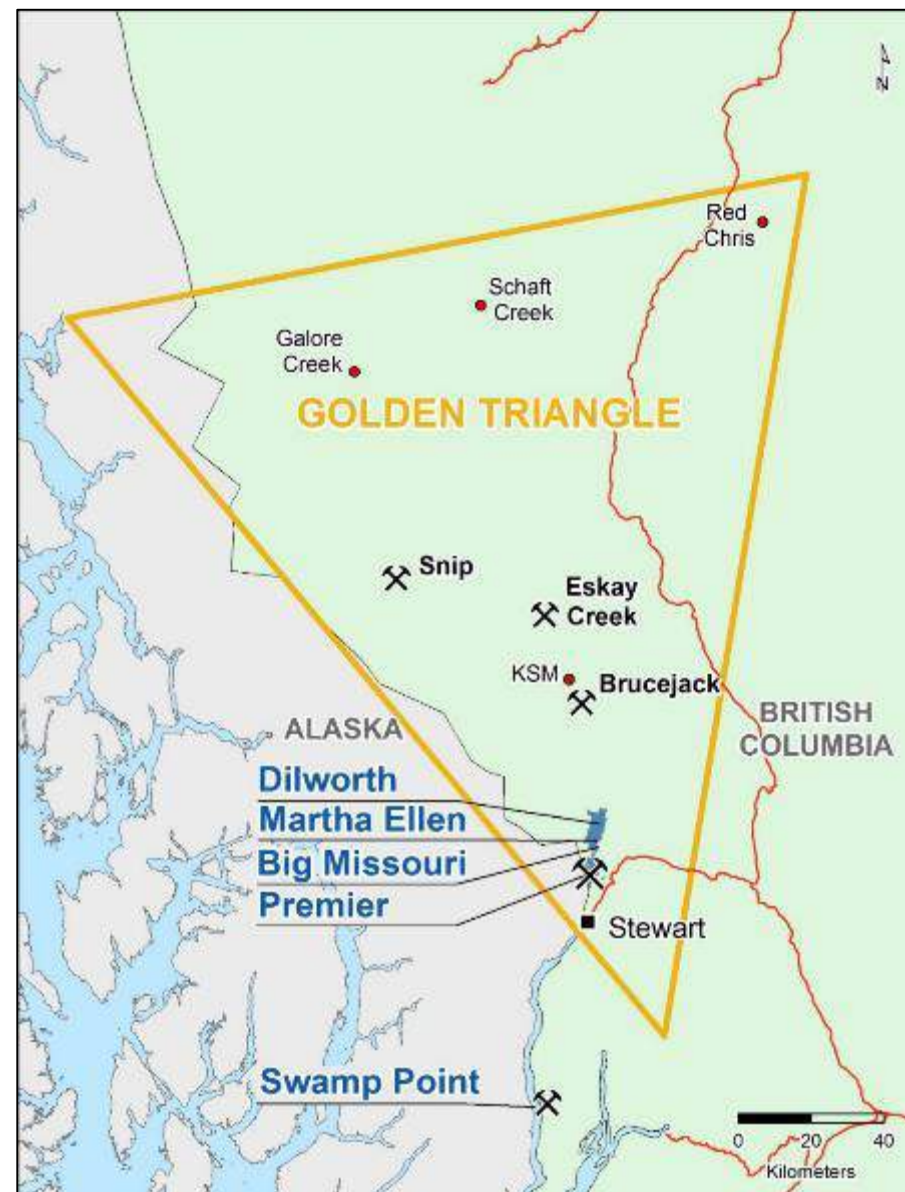 N
Red
Chris
Schaft
Creek
Galore
Creek
GOLDEN TRIANGLE
Snip
Eskay
Creek
KSM
Brucejack
BRITISH
COLUMBIA
ALASKA
Dilworth
Martha Ellen
Big Missouri
Premier
Stewart
Swamp Point
0 20 40
Kilometers